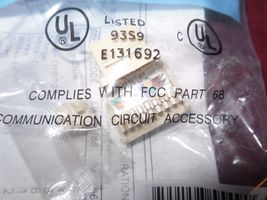 UL LISTED C UL
93S9
E131692
COMPLIES WITH FCC PART 68
COMMUNICATION CIRCUIT ACCESSORY